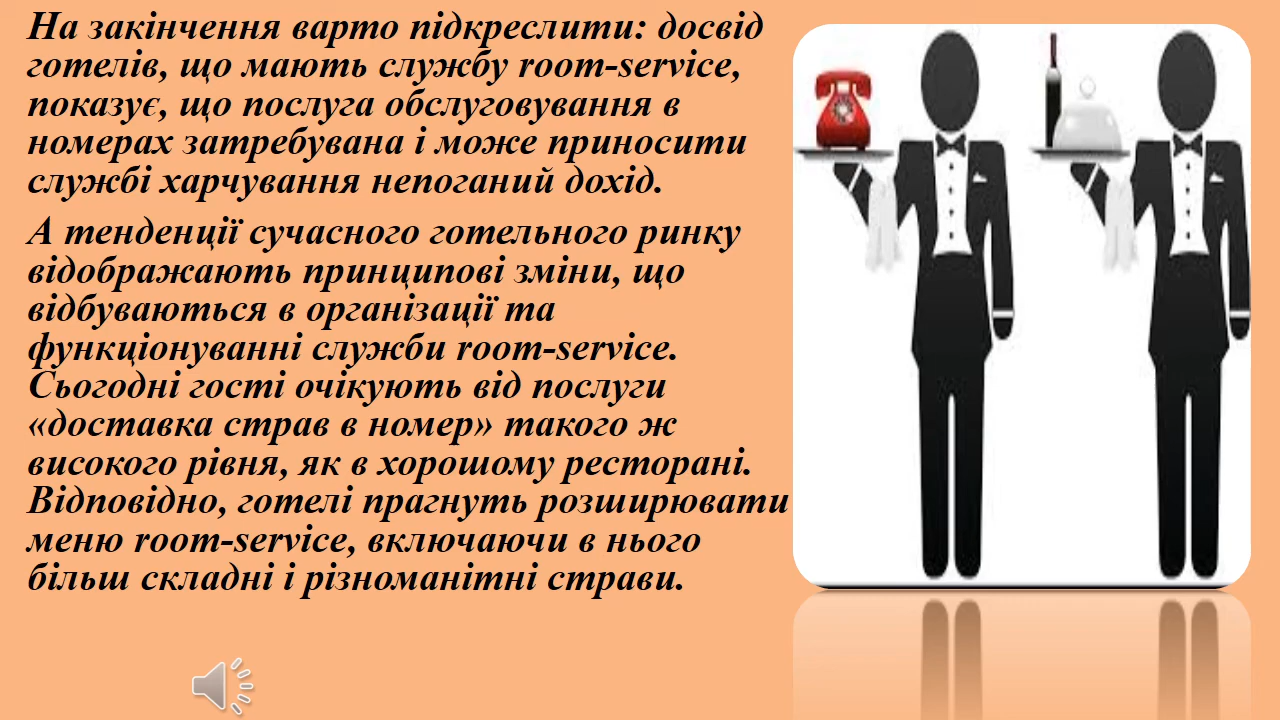 На закінчення варто підкреслити: досвід
готелів, що мають службу room-service,
показує, що послуга обслуговування в
номерах затребувана і може приносити
службі харчування непоганий дохід.
А тенденції сучасного готельного ринку
відображають принципові зміни, що
відбуваються в організації та
функціонуванні служби room-service.
Сьогодні гості очікують від послуги
«доставка страв в номер» такого ж
високого рівня, як в хорошому ресторані.
Відповідно, готелі прагнуть розширювати
меню room-service, включаючи в нього
більш складні і різноманітні страви.